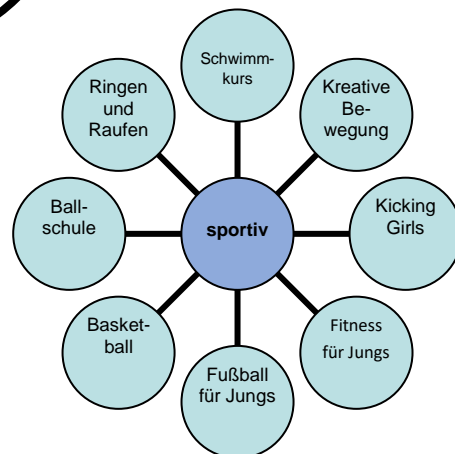 Schwimm-
kurs
Kreative
Be-
wegung
Kicking
Girls
Fitness
für Jungs
Fußball
für Jungs
Basket-
ball
Ball-
schule
Ringen
und
Raufen
sportiv